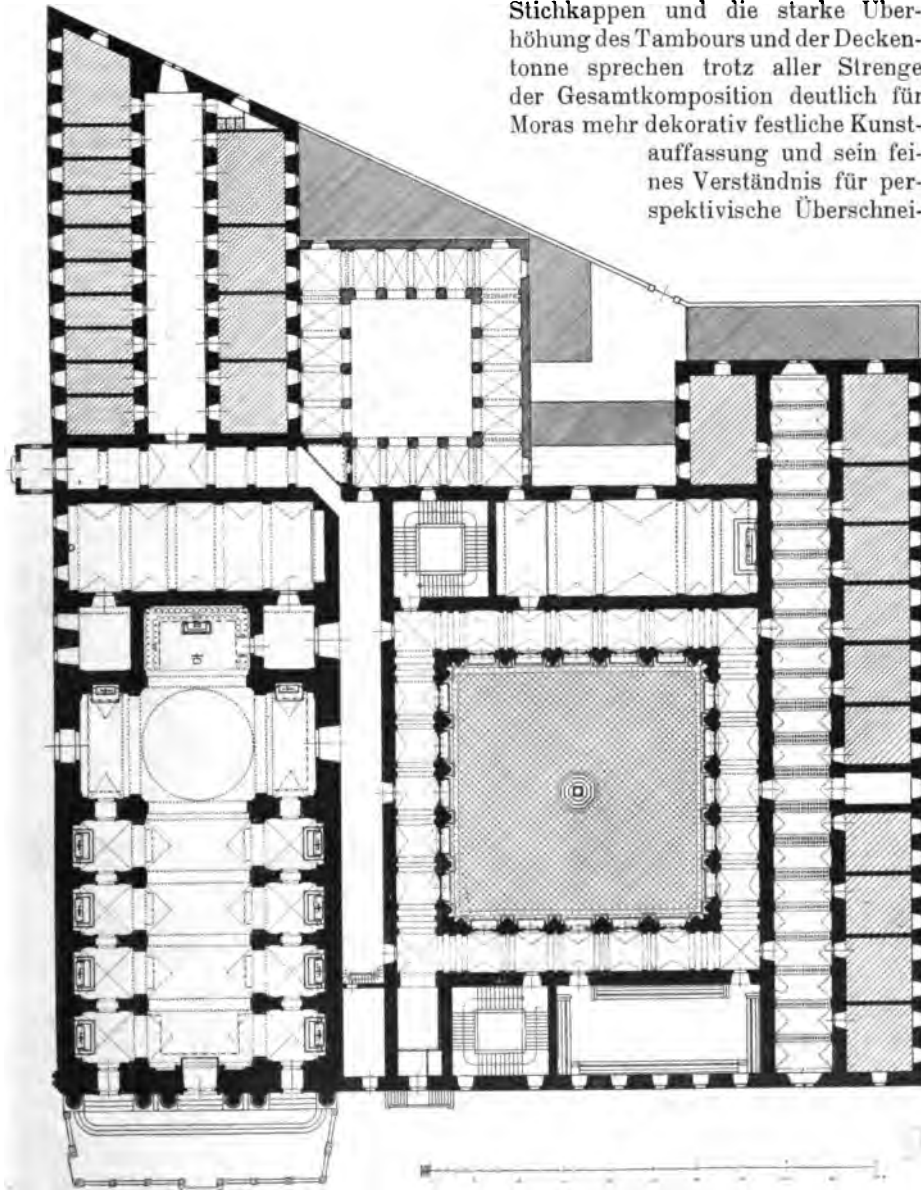 Stichkappen und die starke Über-
höhung des Tambours und der Decken-
tonne sprechen trotz aller Strenge
der Gesamtkomposition deutlich für
Moras mehr dekorativ festliche Kunst-
auffassung und sein fei-
nes Verständnis für per-
spektivische Überschnei-